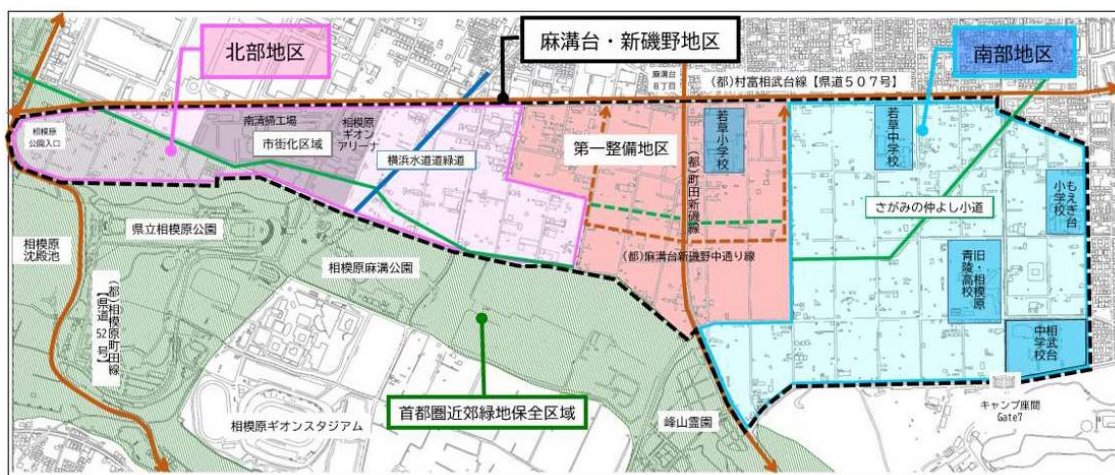 北部地区
麻溝台・新磯野地区
南部地区
麻溝台
8丁目
(都)村富相武台線【県道507号】
相模原
公園入口
南清掃工場
市街化区域
相模原
ギオン
アリーナ
横浜水道道緑道
第一整備地区
若草小学校
(都)町田新磯線
若草中学校
もえぎ台
小学校
さがみの仲よし小道
県立相模原公園
相模原
沈殿池
相模原麻溝公園
(都)麻溝台新磯野中通り線
旧・相模原
青陵高校
相武台
中学校
(都)相模原町田線
【県道52号】
首都圏近郊緑地保全区域
相模原ギオンスタジアム
峰山霊園
キャンプ座間
Gate7